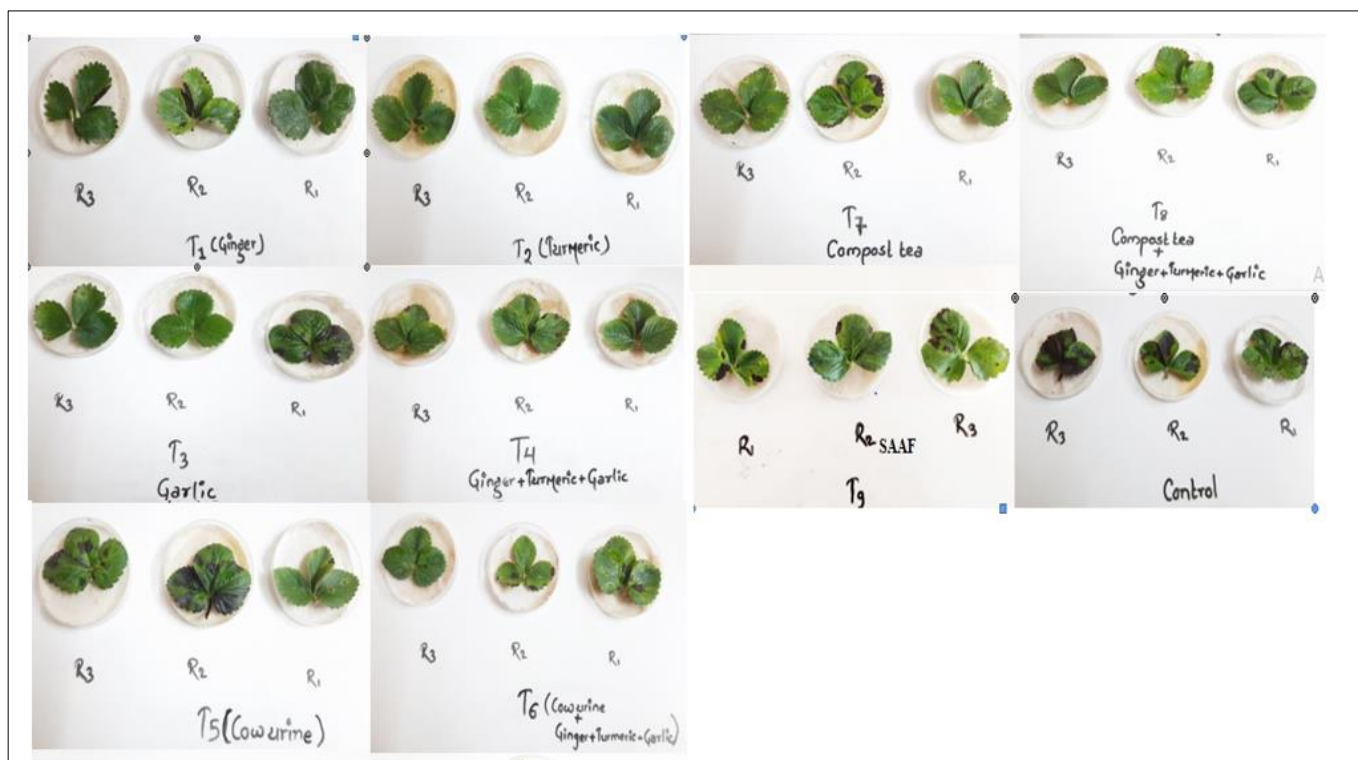 R3 R2 R1
T1 (Ginger)
R3 R2 R1
T2 (Turmeric)
R3 R2 R1
T7
Compost tea
R3 R2 R1
T8
Compost tea
+
Ginger+Turmeric+Garlic
A
R3 R2 R1
T3
Garlic
R3 R2 R1
T4
Ginger+Turmeric+Garlic
R1 R2 SAAF R3
T9
R3 R2 R1
Control
R3 R2 R1
T5 (Cow urine)
R3 R2 R1
T6 (Cow urine
+
Ginger+Turmeric+Garlic)